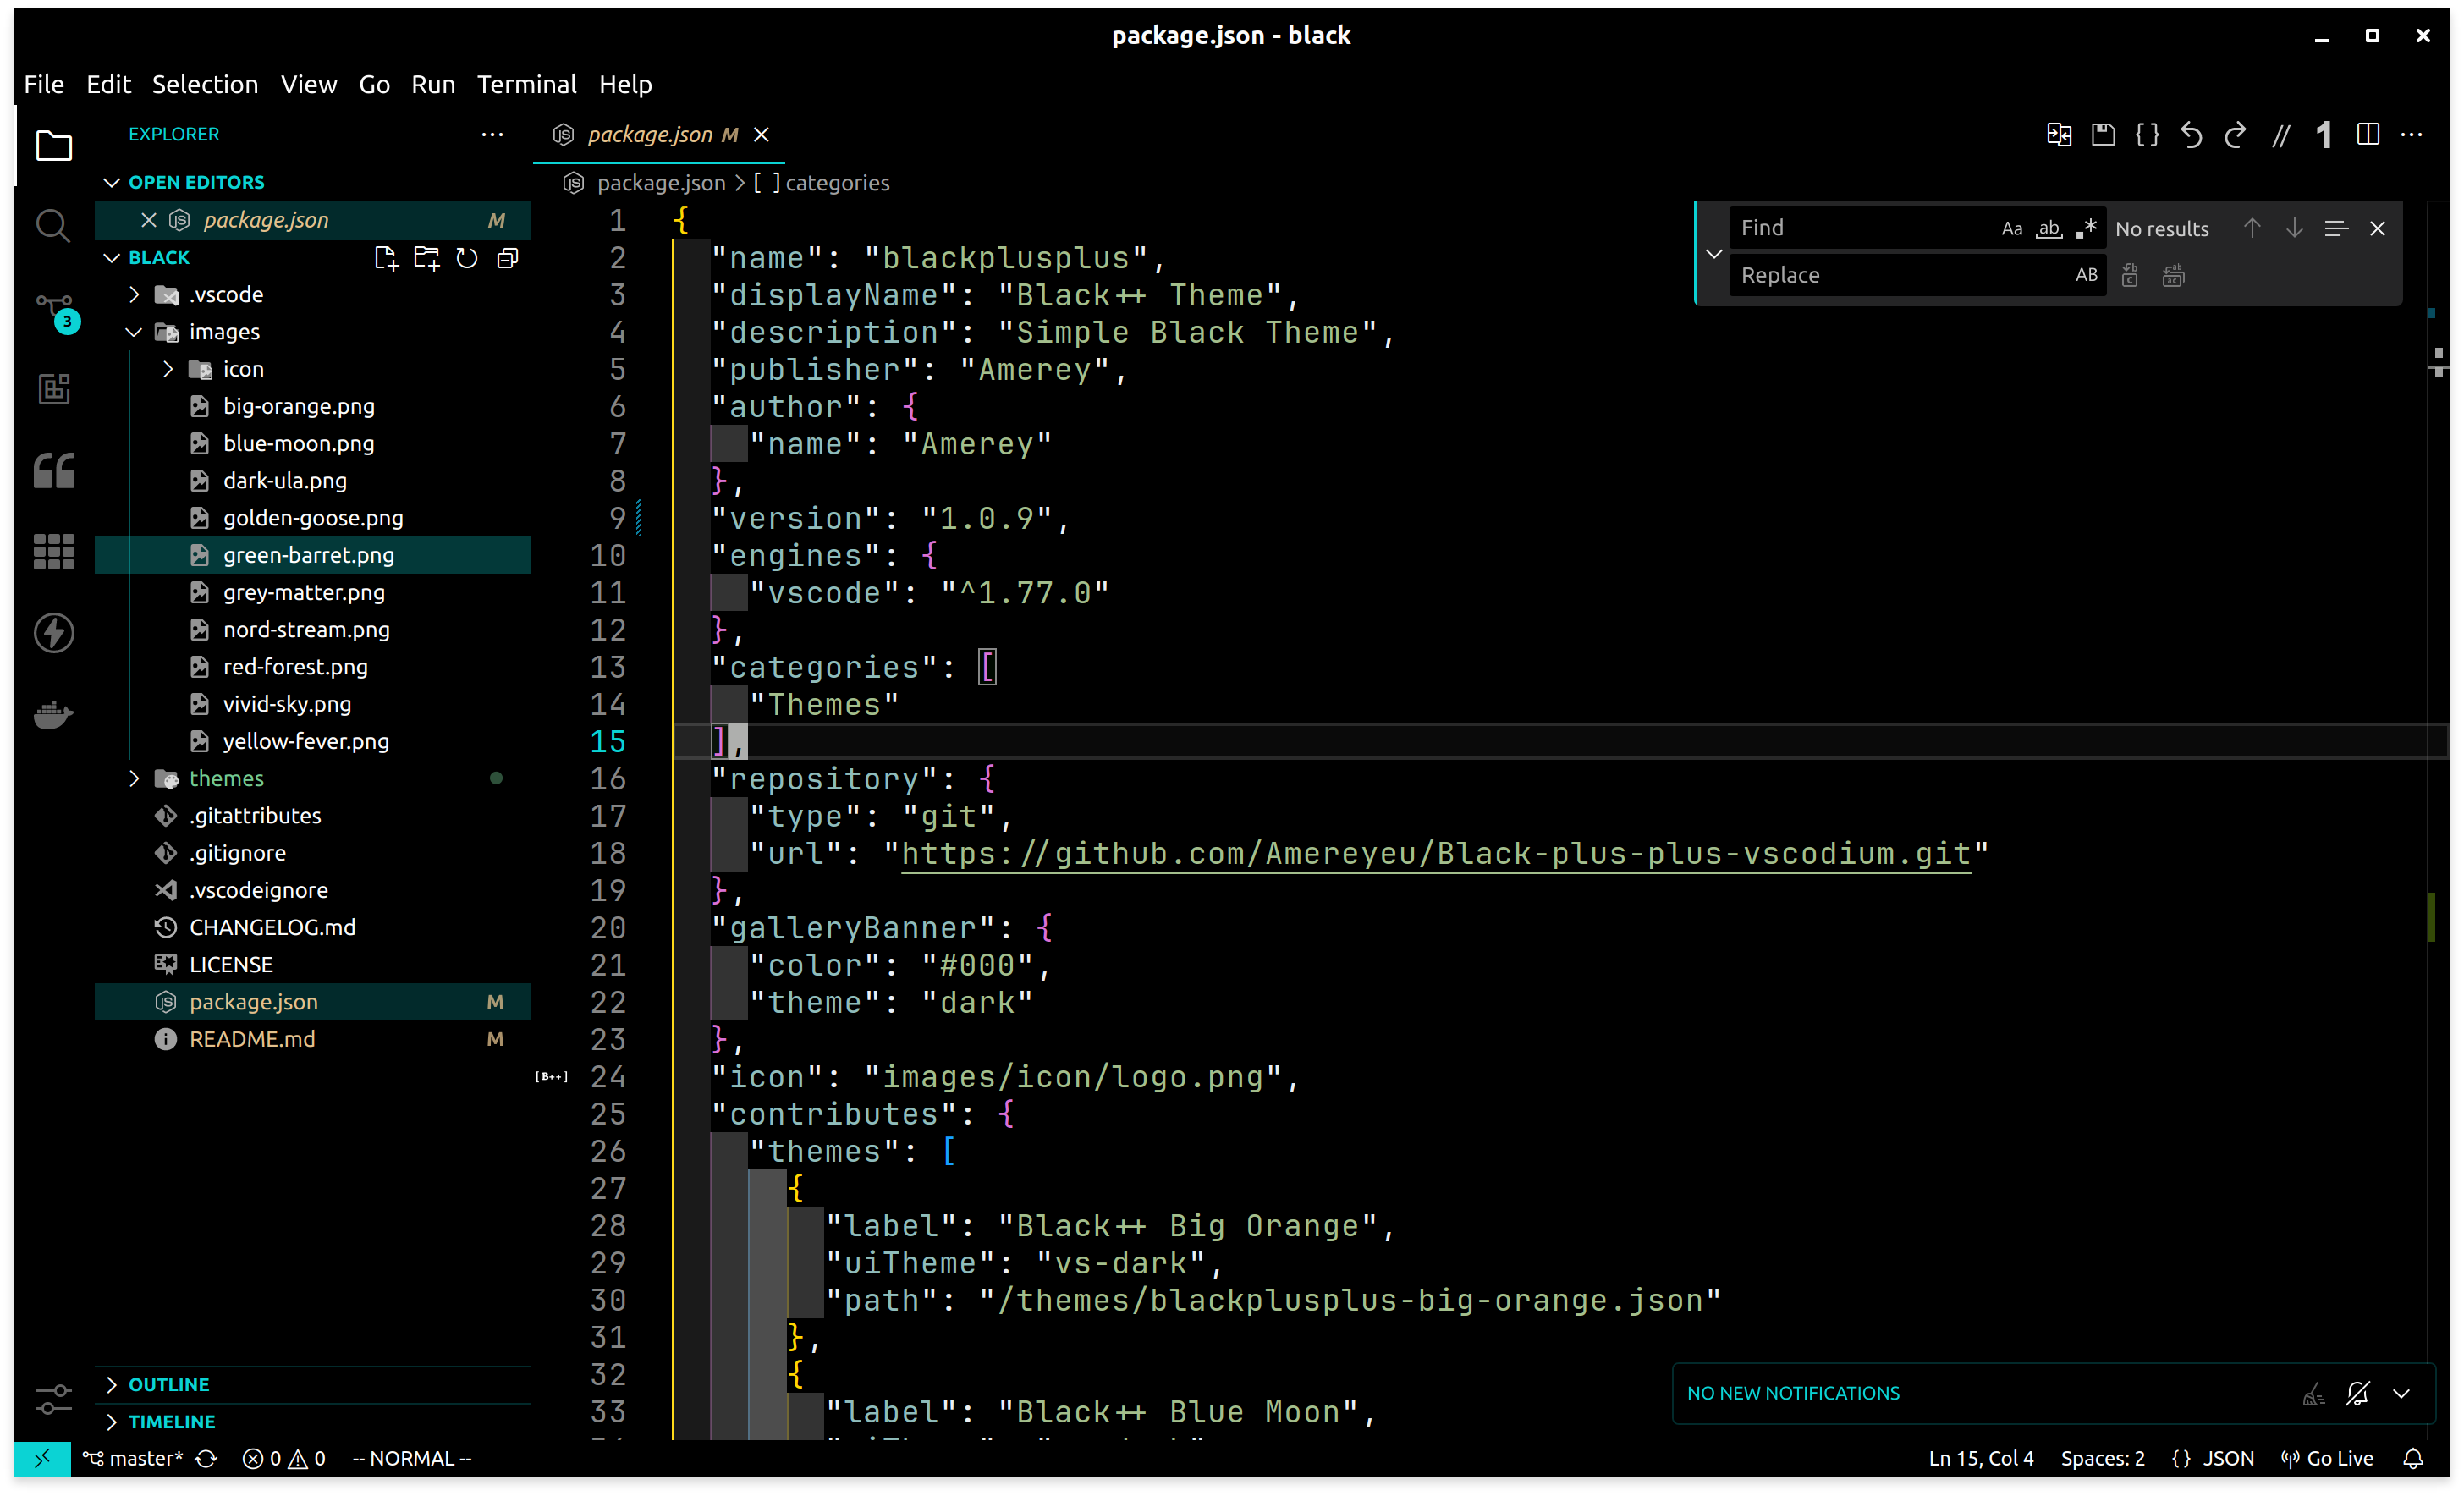 package.json - black
File Edit Selection View Go Run Terminal Help
EXPLORER
OPEN EDITORS
package.json M
BLACK
.vscode
images
icon
big-orange.png
blue-moon.png
dark-ula.png
golden-goose.png
green-barret.png
grey-matter.png
nord-stream.png
red-forest.png
vivid-sky.png
yellow-fever.png
themes
.gitattributes
.gitignore
.vscodeignore
CHANGELOG.md
LICENSE
package.json M
README.md M
OUTLINE
TIMELINE
3
package.json M
1
package.json > [ ] categories
Find Aa ab .* No results
Replace AB
1 {
2 "name": "blackplusplus",
3 "displayName": "Black++ Theme",
4 "description": "Simple Black Theme",
5 "publisher": "Amerey",
6 "author": {
7 "name": "Amerey"
8 },
9 "version": "1.0.9",
10 "engines": {
11 "vscode": "^1.77.0"
12 },
13 "categories": [
14 "Themes"
15 ],
16 "repository": {
17 "type": "git",
18 "url": "https://github.com/Amereyeu/Black-plus-plus-vscodium.git"
19 },
20 "galleryBanner": {
21 "color": "#000",
22 "theme": "dark"
23 },
[B++] 24 "icon": "images/icon/logo.png",
25 "contributes": {
26 "themes": [
27 {
28 "label": "Black++ Big Orange",
29 "uiTheme": "vs-dark",
30 "path": "/themes/blackplusplus-big-orange.json"
31 },
32 {
33 "label": "Black++ Blue Moon",
NO NEW NOTIFICATIONS
master* 0 0 -- NORMAL -- Ln 15, Col 4 Spaces: 2 {} JSON Go Live